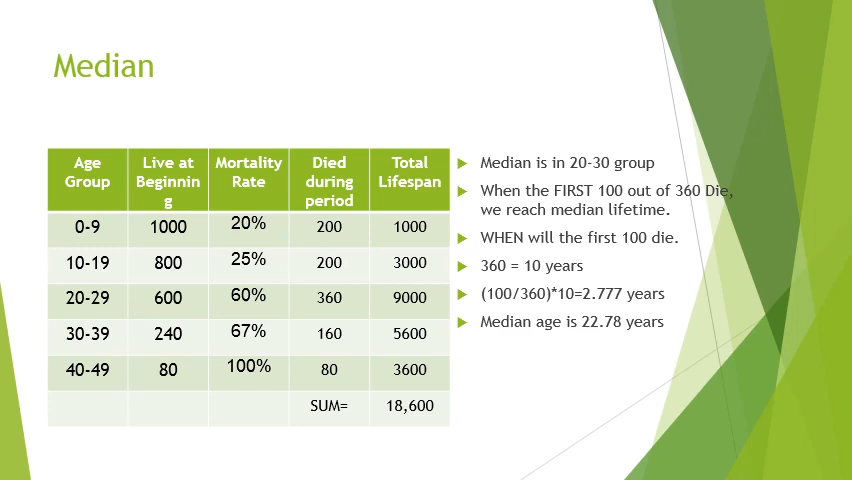 Median
Age Live at Mortality Died Total
Group Beginnin Rate during Lifespan
g period
0-9 1000 20% 200 1000
10-19 800 25% 200 3000
20-29 600 60% 360 9000
30-39 240 67% 160 5600
40-49 80 100% 80 3600
SUM= 18,600
Median is in 20-30 group
When the FIRST 100 out of 360 Die,
we reach median lifetime.
WHEN will the first 100 die.
360 = 10 years
(100/360)*10=2.777 years
Median age is 22.78 years